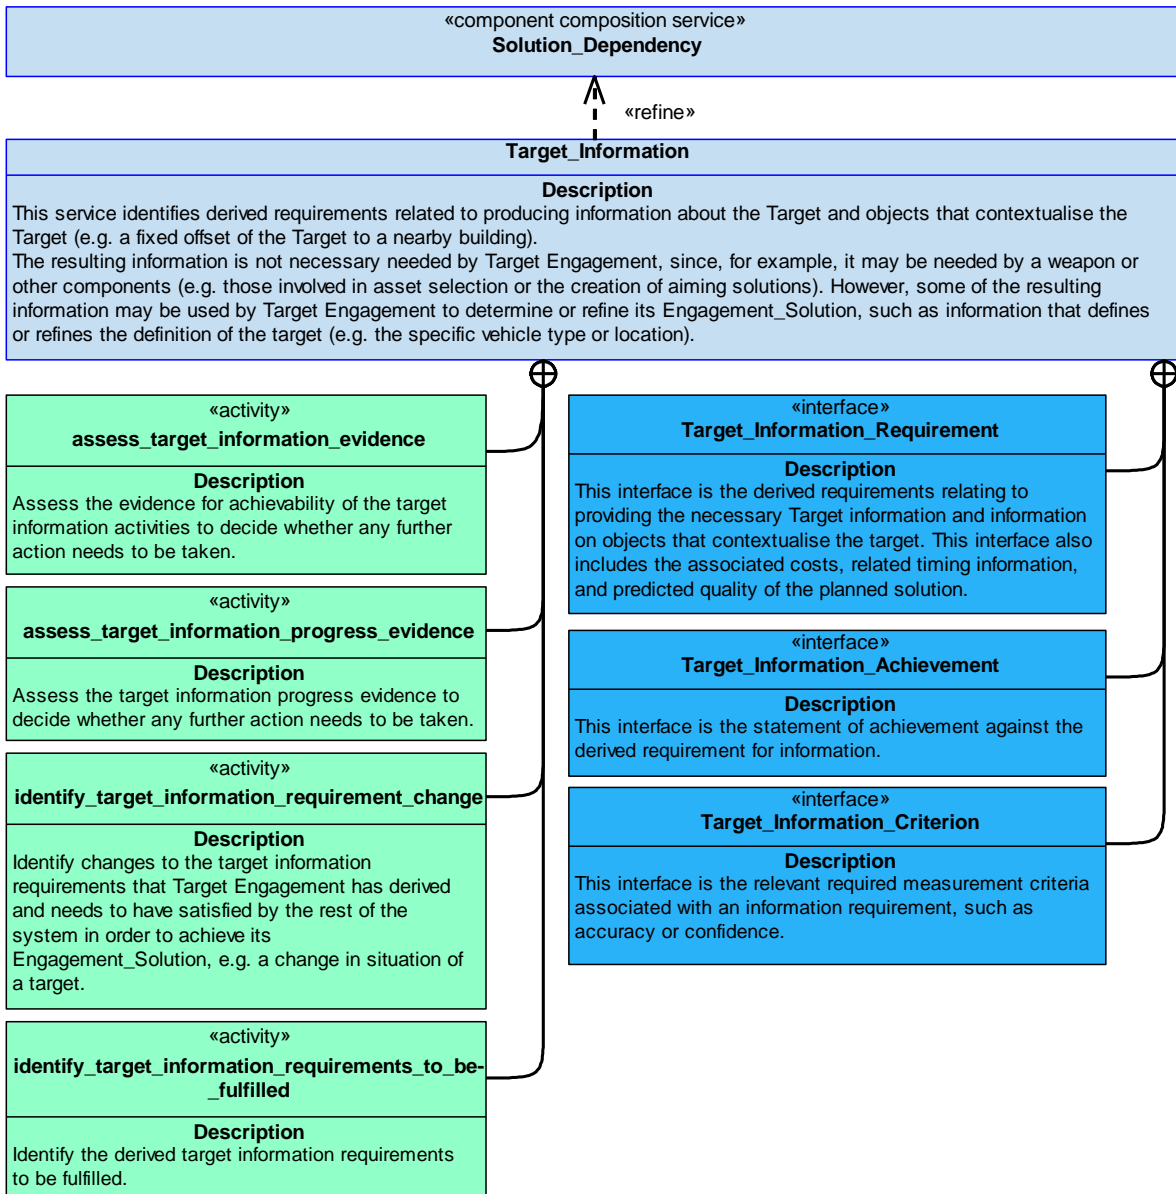 «component composition service»
Solution_Dependency
«refine»
Target_Information
Description
This service identifies derived requirements related to producing information about the Target and objects that contextualise the
Target (e.g. a fixed offset of the Target to a nearby building).
The resulting information is not necessary needed by Target Engagement, since, for example, it may be needed by a weapon or
other components (e.g. those involved in asset selection or the creation of aiming solutions). However, some of the resulting
information may be used by Target Engagement to determine or refine its Engagement_Solution, such as information that defines
or refines the definition of the target (e.g. the specific vehicle type or location).
«activity»
assess_target_information_evidence
Description
Assess the evidence for achievability of the target
information activities to decide whether any further
action needs to be taken.
«activity»
assess_target_information_progress_evidence
Description
Assess the target information progress evidence to
decide whether any further action needs to be taken.
«activity»
identify_target_information_requirement_change
Description
Identify changes to the target information
requirements that Target Engagement has derived
and needs to have satisfied by the rest of the
system in order to achieve its
Engagement_Solution, e.g. a change in situation of
a target.
«activity»
identify_target_information_requirements_to_be-
_fulfilled
Description
Identify the derived target information requirements
to be fulfilled.
«interface»
Target_Information_Requirement
Description
This interface is the derived requirements relating to
providing the necessary Target information and information
on objects that contextualise the target. This interface also
includes the associated costs, related timing information,
and predicted quality of the planned solution.
«interface»
Target_Information_Achievement
Description
This interface is the statement of achievement against the
derived requirement for information.
«interface»
Target_Information_Criterion
Description
This interface is the relevant required measurement criteria
associated with an information requirement, such as
accuracy or confidence.